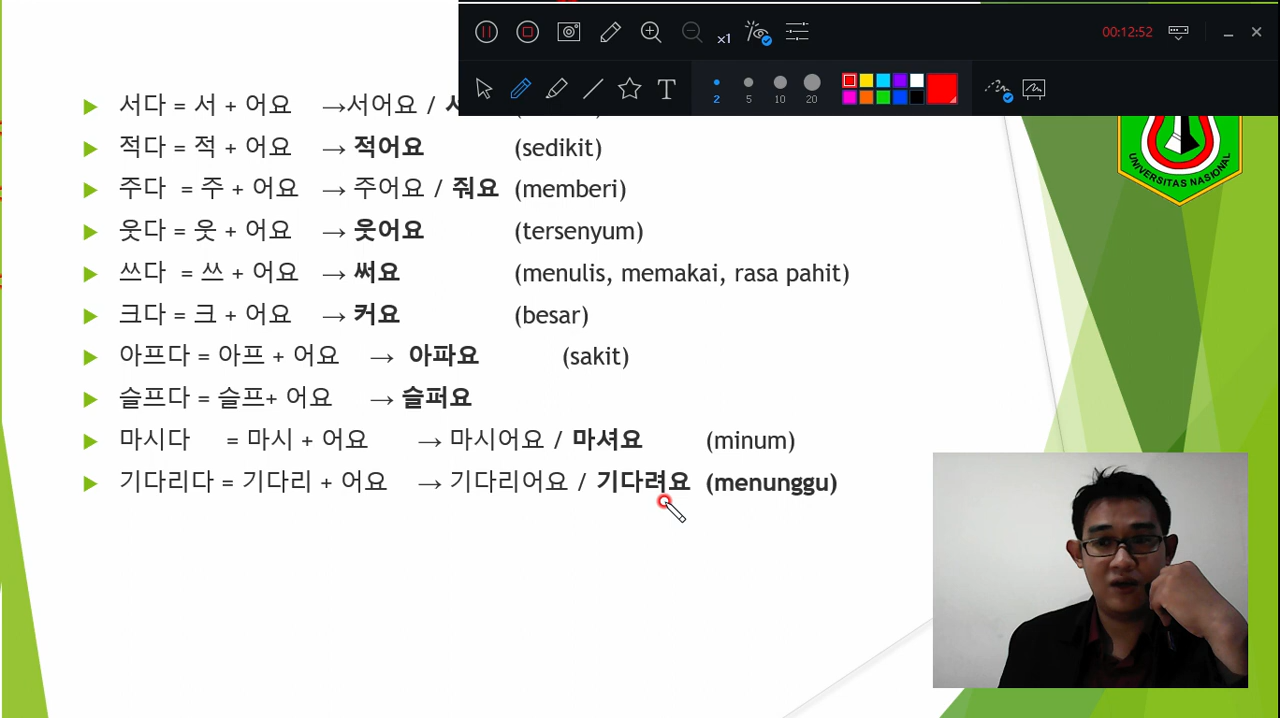 x1
00:12:52
2 5 10 20
서다 = 서 + 어요 →서어요 /
적다 = 적 + 어요 → 적어요 (sedikit)
주다 = 주 + 어요 → 주어요 / 줘요 (memberi)
웃다 = 웃 + 어요 → 웃어요 (tersenyum)
쓰다 = 쓰 + 어요 → 써요 (menulis, memakai, rasa pahit)
크다 = 크 + 어요 → 커요 (besar)
아프다 = 아프 + 어요 → 아파요 (sakit)
슬프다 = 슬프+ 어요 → 슬퍼요
마시다 = 마시 + 어요 → 마시어요 / 마셔요 (minum)
기다리다 = 기다리 + 어요 → 기다리어요 / 기다려요 (menunggu)
UNIVERSITAS NASIONAL